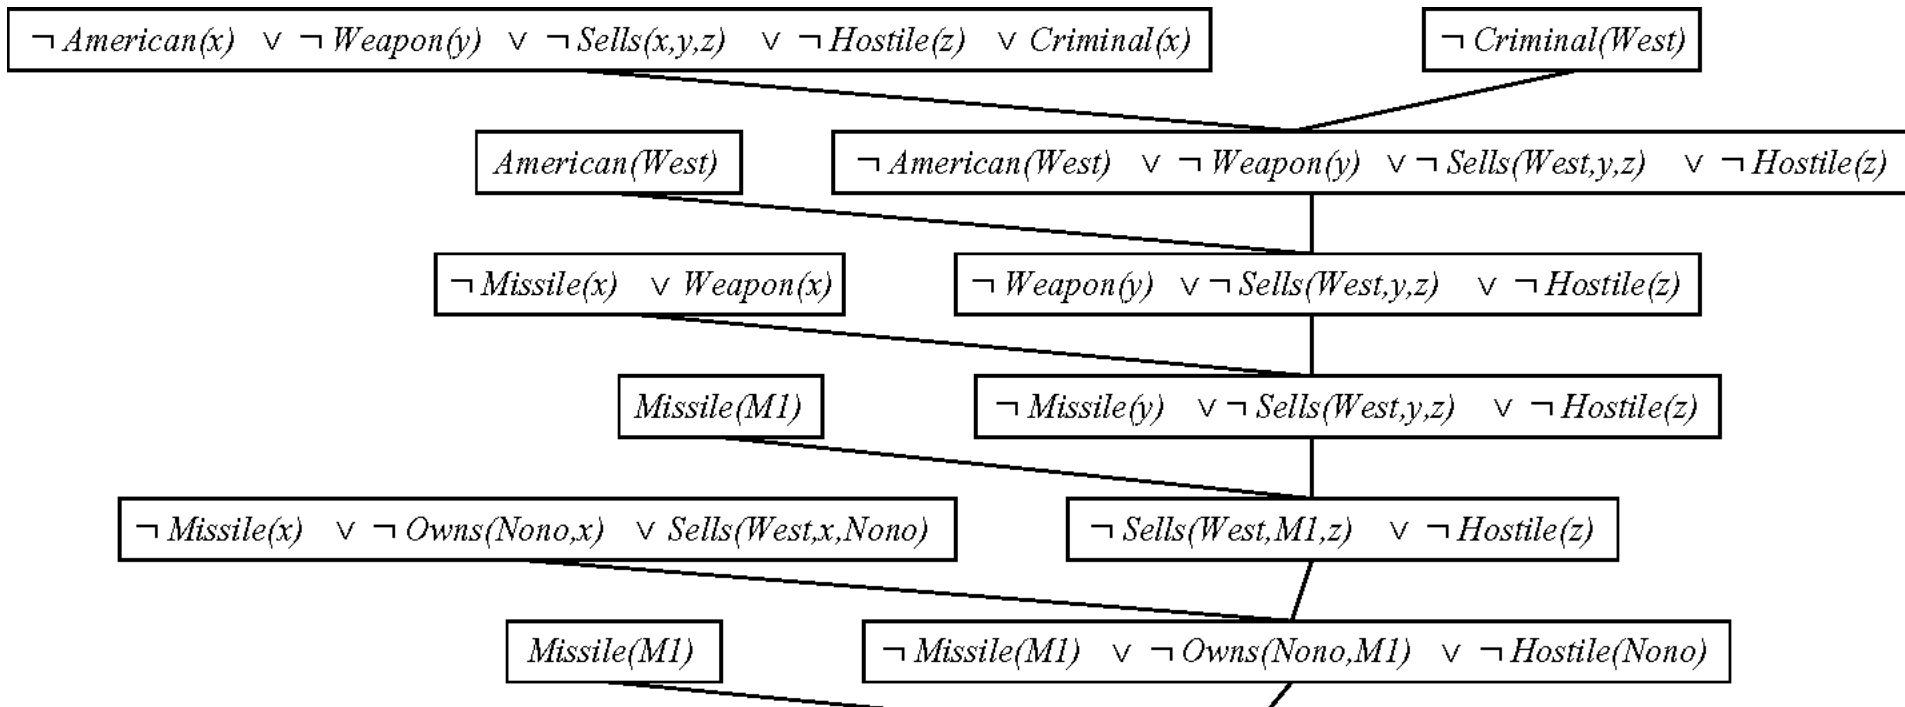 ¬ American(x) ∨ ¬ Weapon(y) ∨ ¬ Sells(x,y,z) ∨ ¬ Hostile(z) ∨ Criminal(x) ¬ Criminal(West)
American(West) ¬ American(West) ∨ ¬ Weapon(y) ∨ ¬ Sells(West,y,z) ∨ ¬ Hostile(z)
¬ Missile(x) ∨ Weapon(x) ¬ Weapon(y) ∨ ¬ Sells(West,y,z) ∨ ¬ Hostile(z)
Missile(M1) ¬ Missile(y) ∨ ¬ Sells(West,y,z) ∨ ¬ Hostile(z)
¬ Missile(x) ∨ ¬ Owns(Nono,x) ∨ Sells(West,x,Nono) ¬ Sells(West,M1,z) ∨ ¬ Hostile(z)
Missile(M1) ¬ Missile(M1) ∨ ¬ Owns(Nono,M1) ∨ ¬ Hostile(Nono)